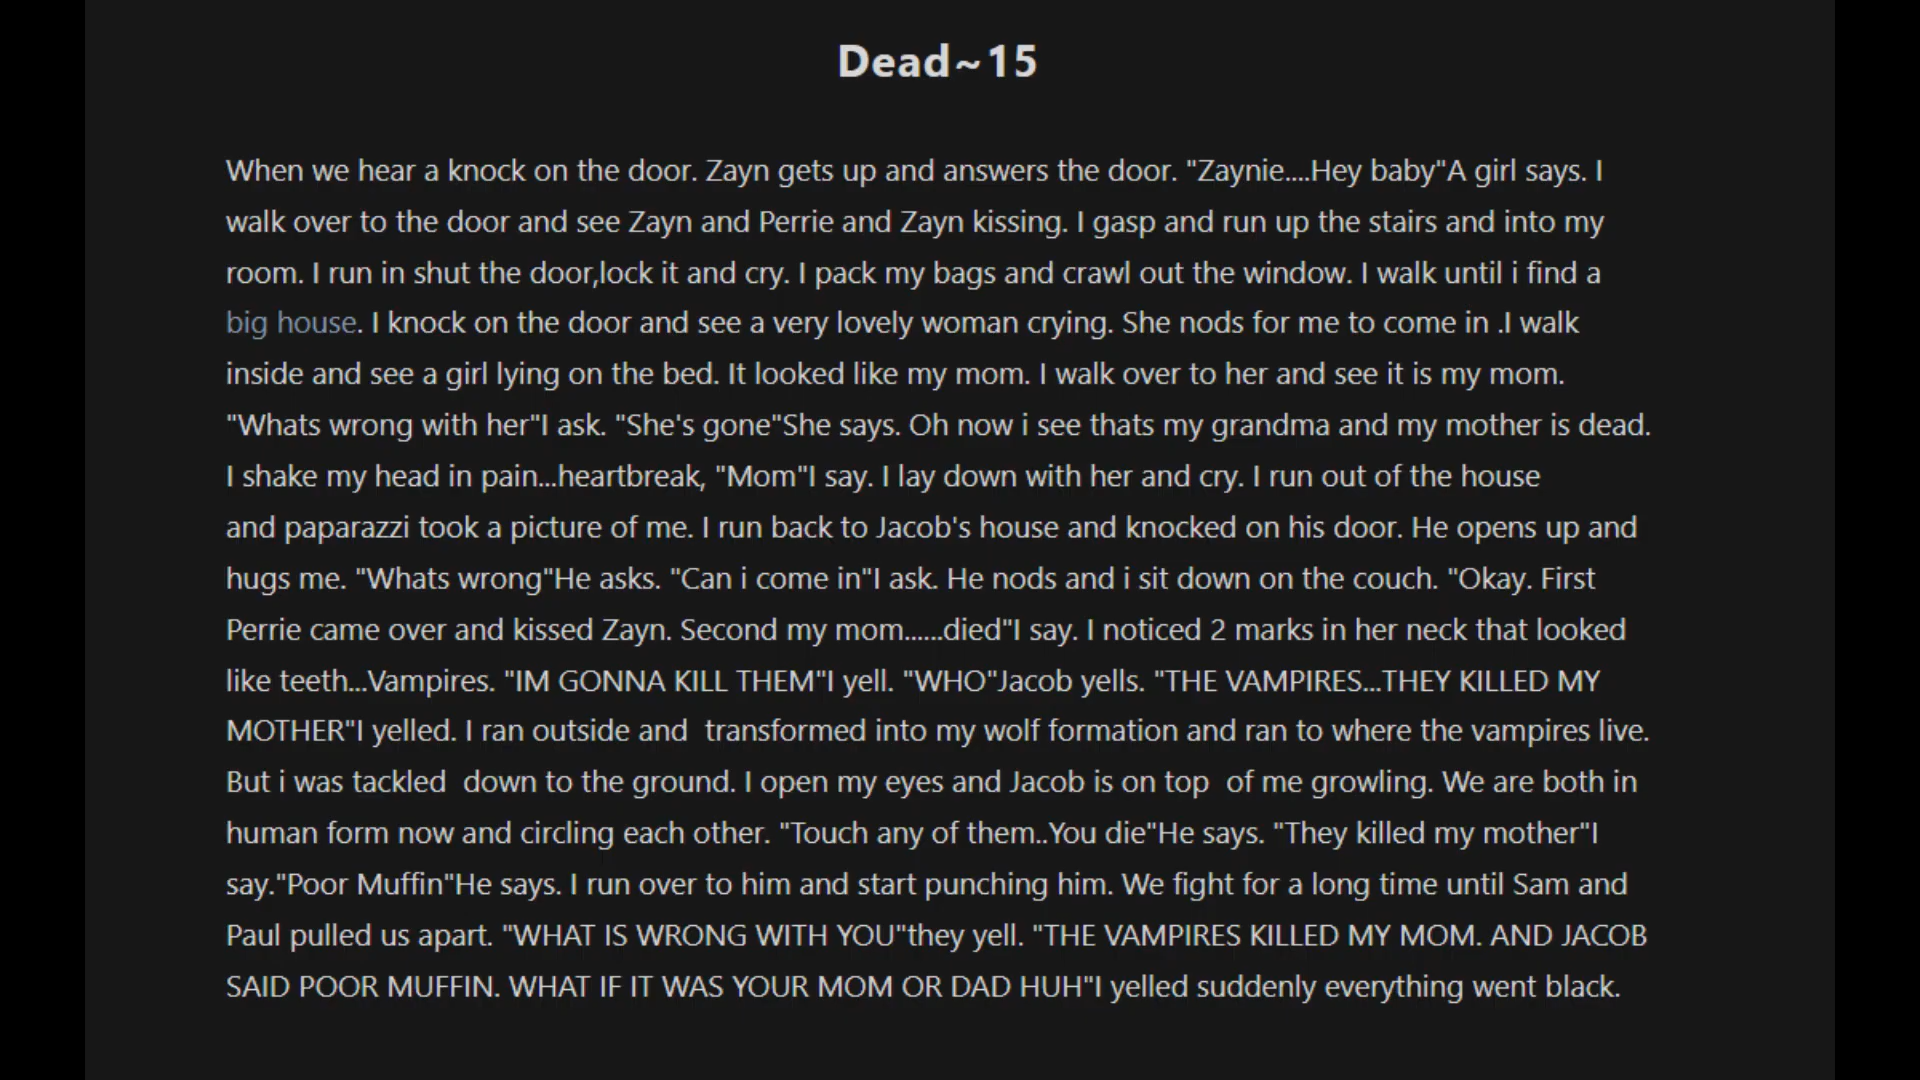 Dead~15
When we hear a knock on the door. Zayn gets up and answers the door. "Zaynie....Hey baby"A girl says. I
walk over to the door and see Zayn and Perrie and Zayn kissing. I gasp and run up the stairs and into my
room. I run in shut the door,lock it and cry. I pack my bags and crawl out the window. I walk until i find a
big house. I knock on the door and see a very lovely woman crying. She nods for me to come in .I walk
inside and see a girl lying on the bed. It looked like my mom. I walk over to her and see it is my mom.
"Whats wrong with her"I ask. "She's gone"She says. Oh now i see thats my grandma and my mother is dead.
I shake my head in pain...heartbreak, "Mom"I say. I lay down with her and cry. I run out of the house
and paparazzi took a picture of me. I run back to Jacob's house and knocked on his door. He opens up and
hugs me. "Whats wrong"He asks. "Can i come in"I ask. He nods and i sit down on the couch. "Okay. First
Perrie came over and kissed Zayn. Second my mom......died"I say. I noticed 2 marks in her neck that looked
like teeth...Vampires. "IM GONNA KILL THEM"I yell. "WHO"Jacob yells. "THE VAMPIRES...THEY KILLED MY
MOTHER"I yelled. I ran outside and  transformed into my wolf formation and ran to where the vampires live.
But i was tackled  down to the ground. I open my eyes and Jacob is on top  of me growling. We are both in
human form now and circling each other. "Touch any of them..You die"He says. "They killed my mother"I
say."Poor Muffin"He says. I run over to him and start punching him. We fight for a long time until Sam and
Paul pulled us apart. "WHAT IS WRONG WITH YOU"they yell. "THE VAMPIRES KILLED MY MOM. AND JACOB
SAID POOR MUFFIN. WHAT IF IT WAS YOUR MOM OR DAD HUH"I yelled suddenly everything went black.